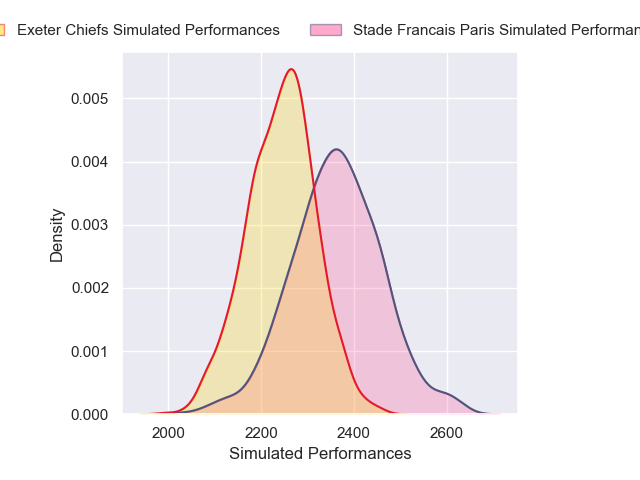 Exeter Chiefs Simulated Performances
Stade Francais Paris Simulated
Density
0.005
0.004
0.003
0.002
0.001
0.000
2000 2200 2400 2600
Simulated Performances